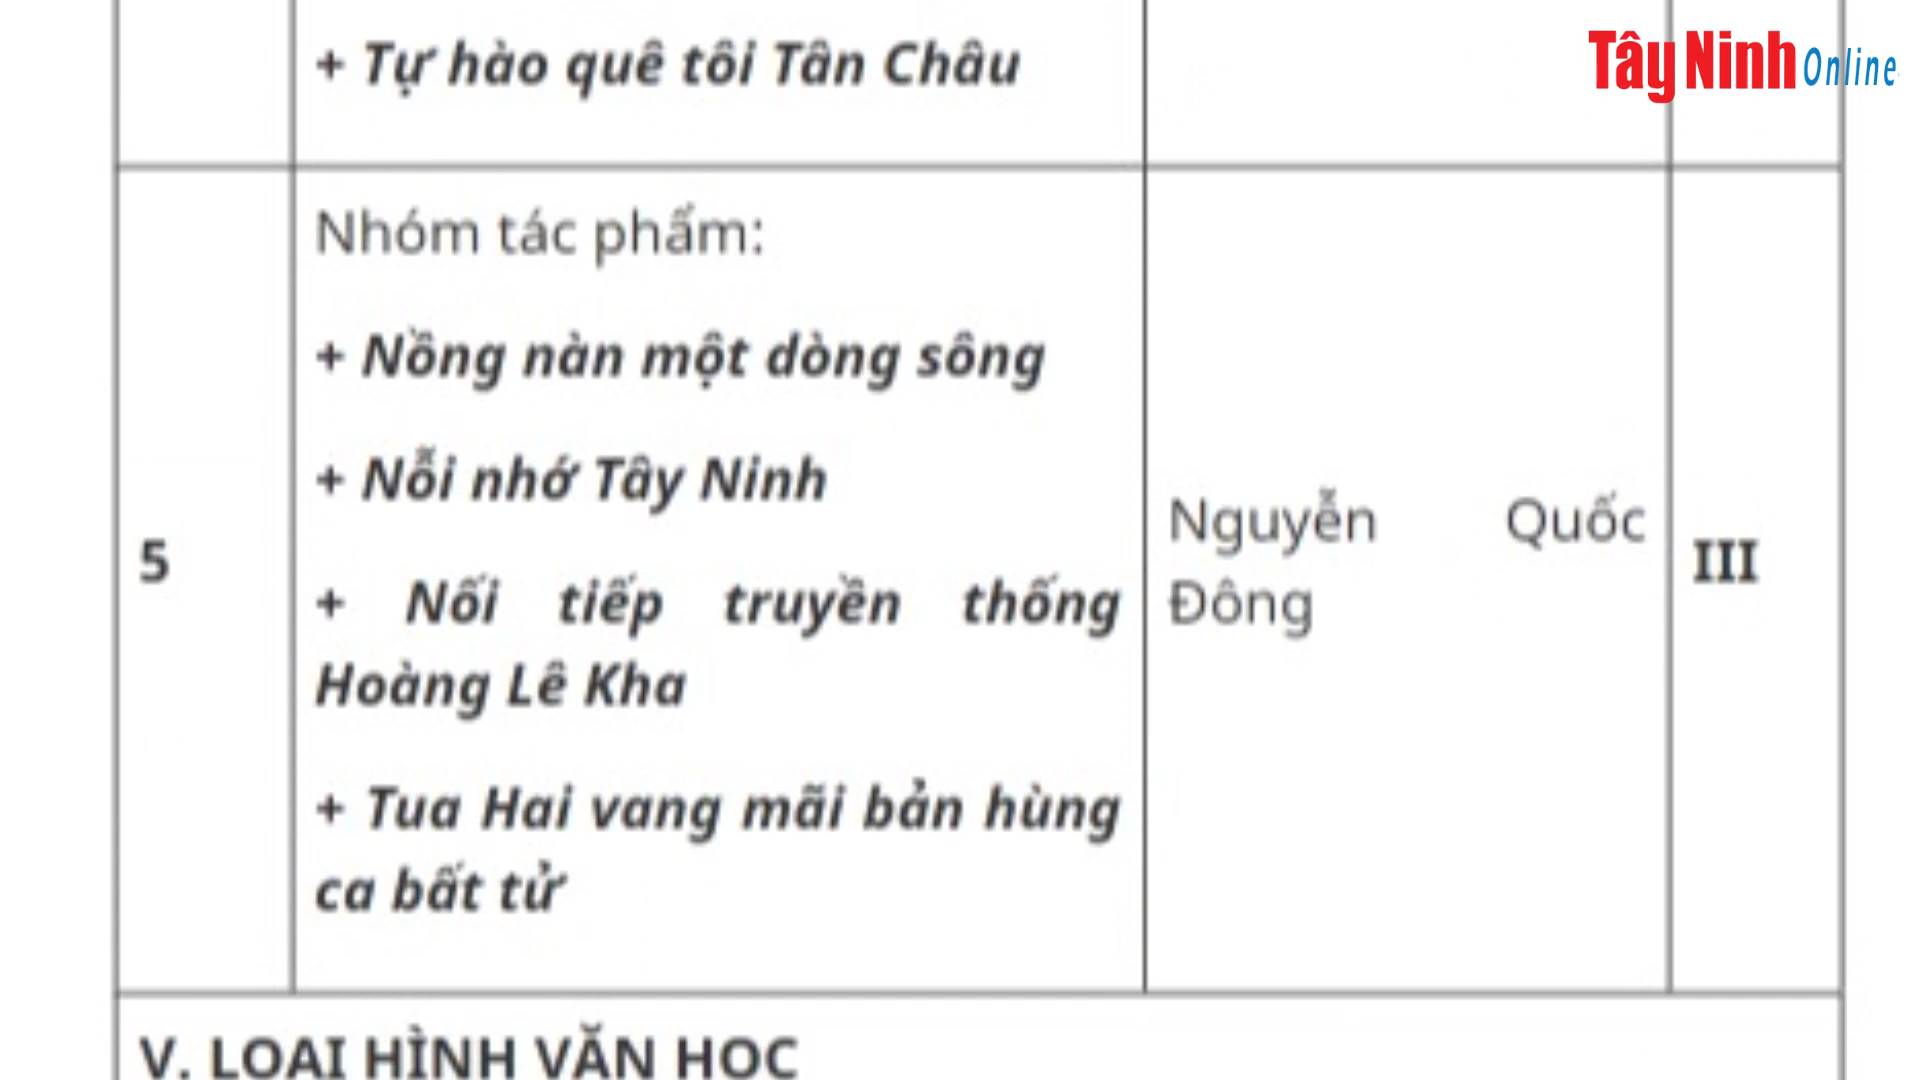 + Tự hào quê tôi Tân Châu
Tây Ninh Online
5
Nhóm tác phẩm:
+ Nồng nàn một dòng sông
+ Nỗi nhớ Tây Ninh
+ Nối tiếp truyền thống
Hoàng Lê Kha
+ Tua Hai vang mãi bản hùng
ca bất tử
Nguyễn Quốc
Đông
III
V. LOẠI HÌNH VĂN HỌC